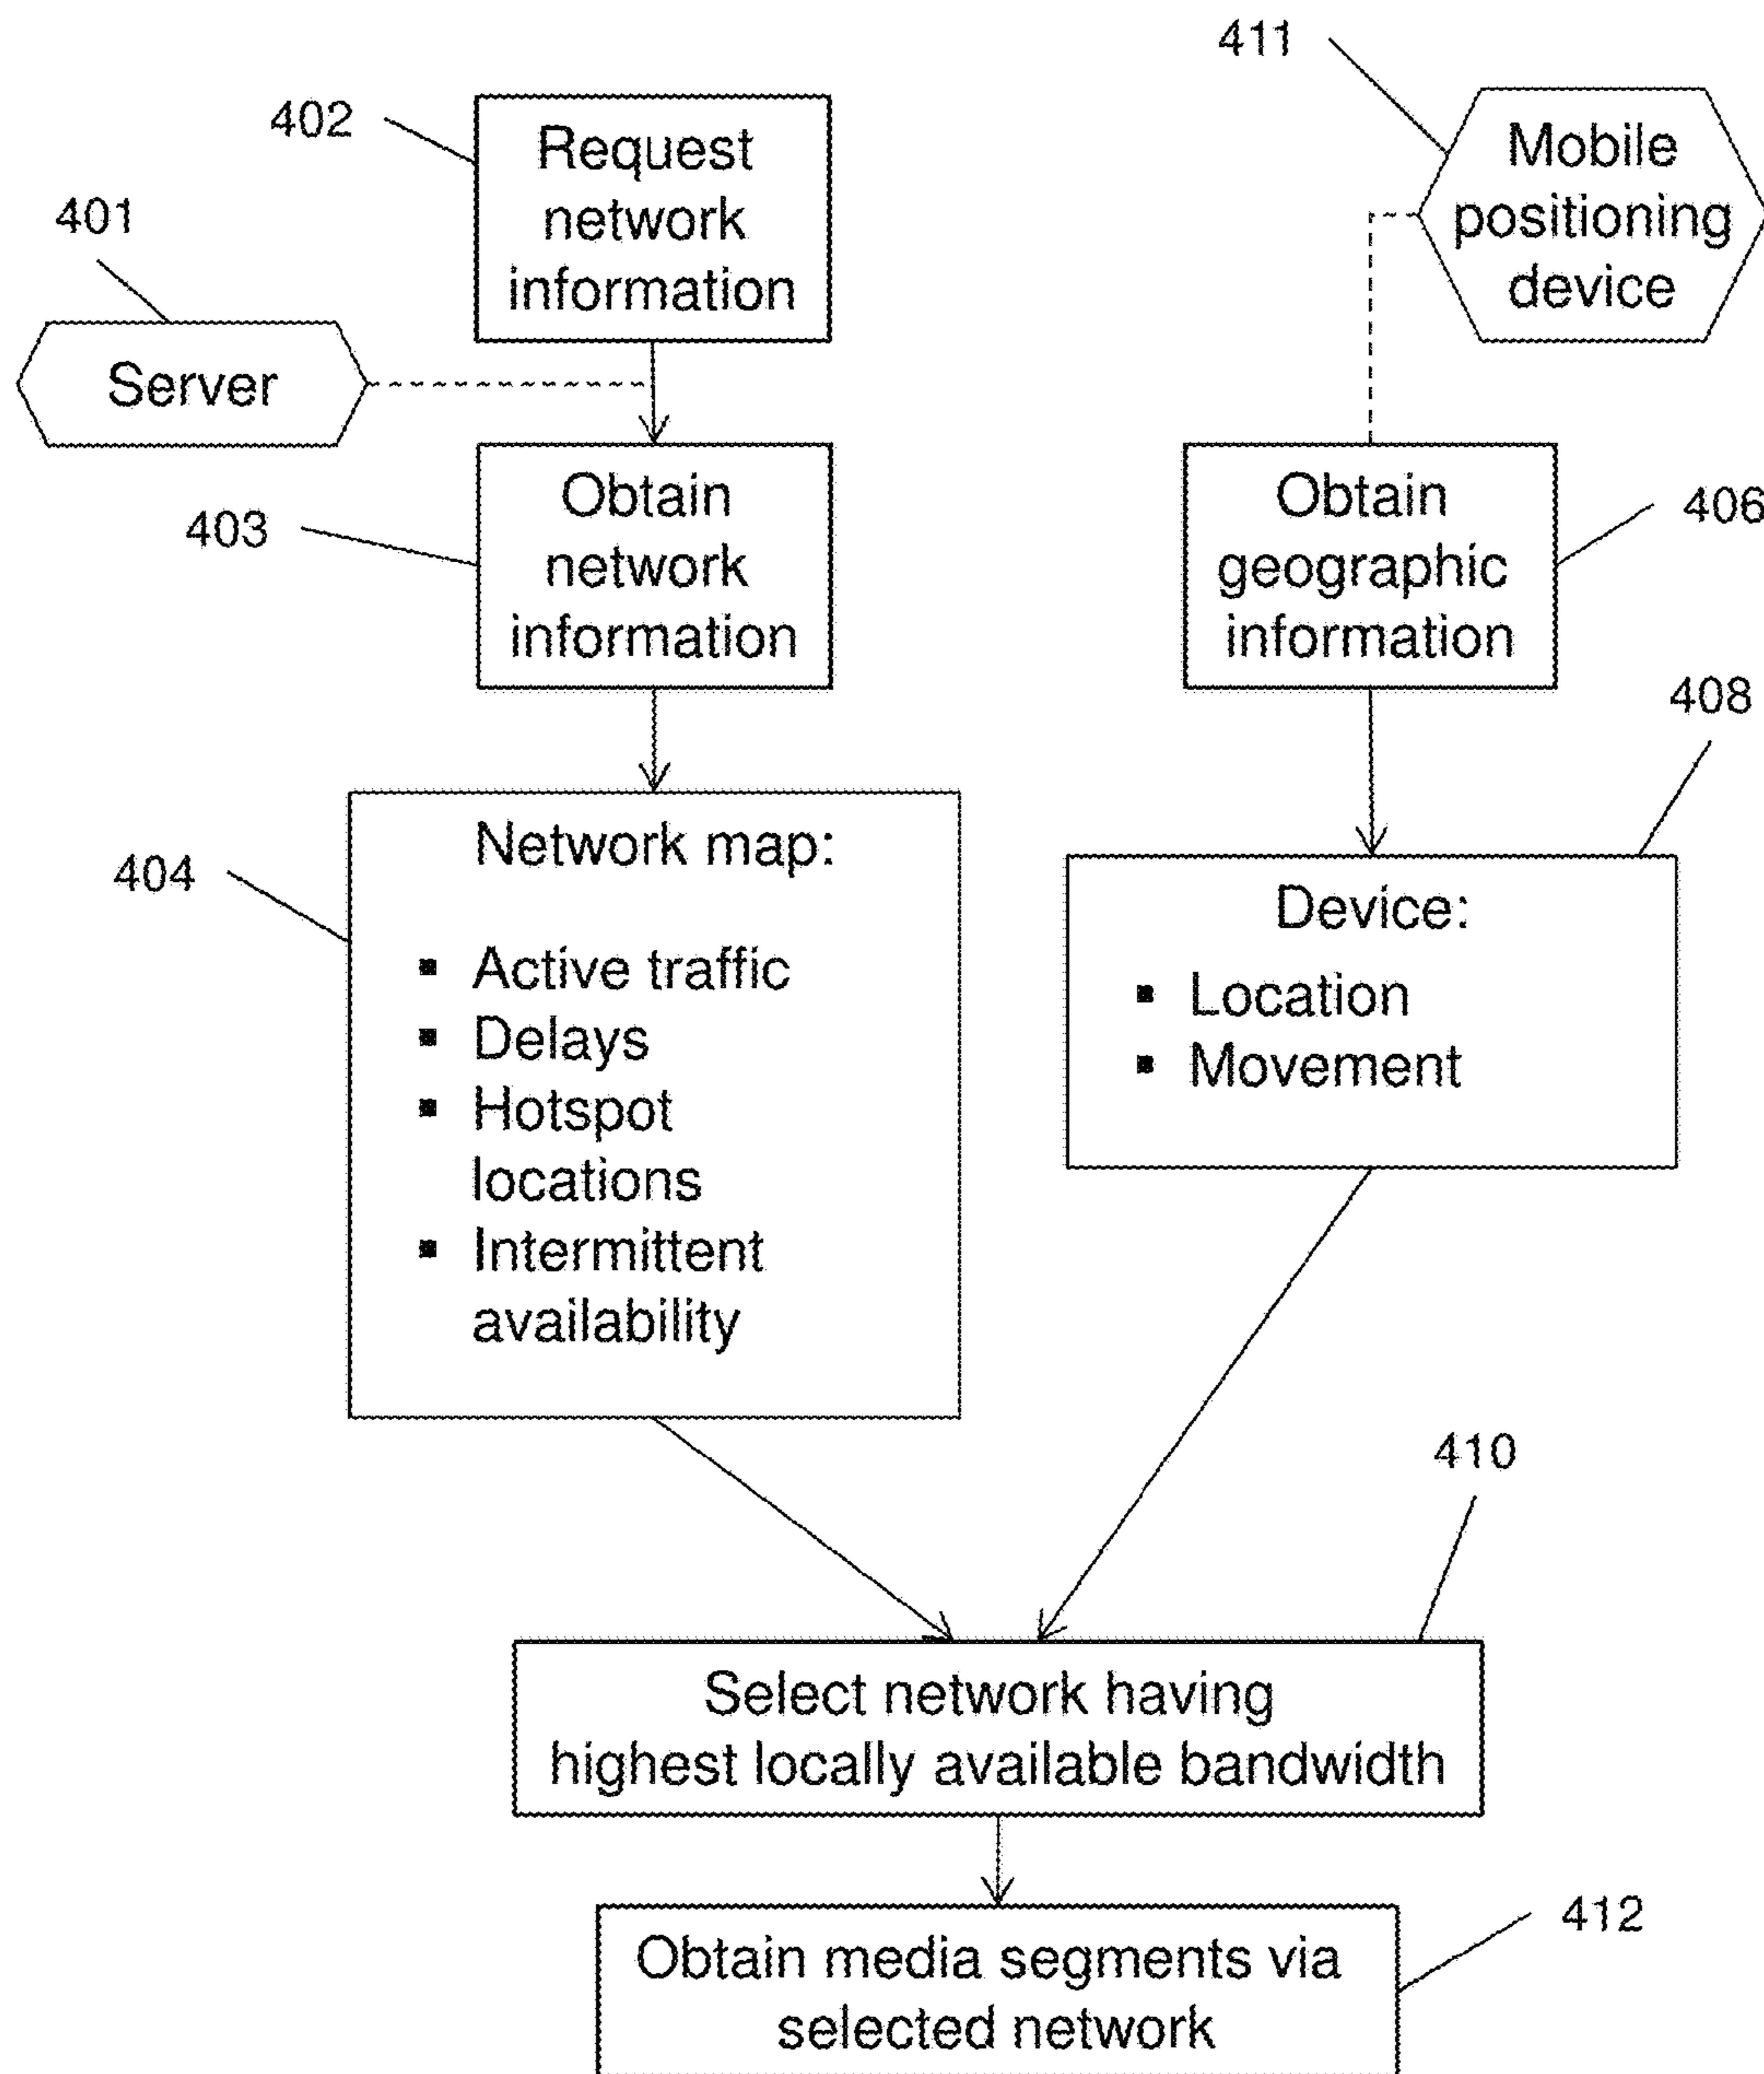 411
402
Request
network
information
Mobile
positioning
device
401
Server
403
Obtain
network
information
Obtain
geographic
information
406
408
404
Network map:
▪ Active traffic
▪ Delays
▪ Hotspot
locations
▪ Intermittent
availability
Device:
▪ Location
▪ Movement
410
Select network having
highest locally available bandwidth
412
Obtain media segments via
selected network